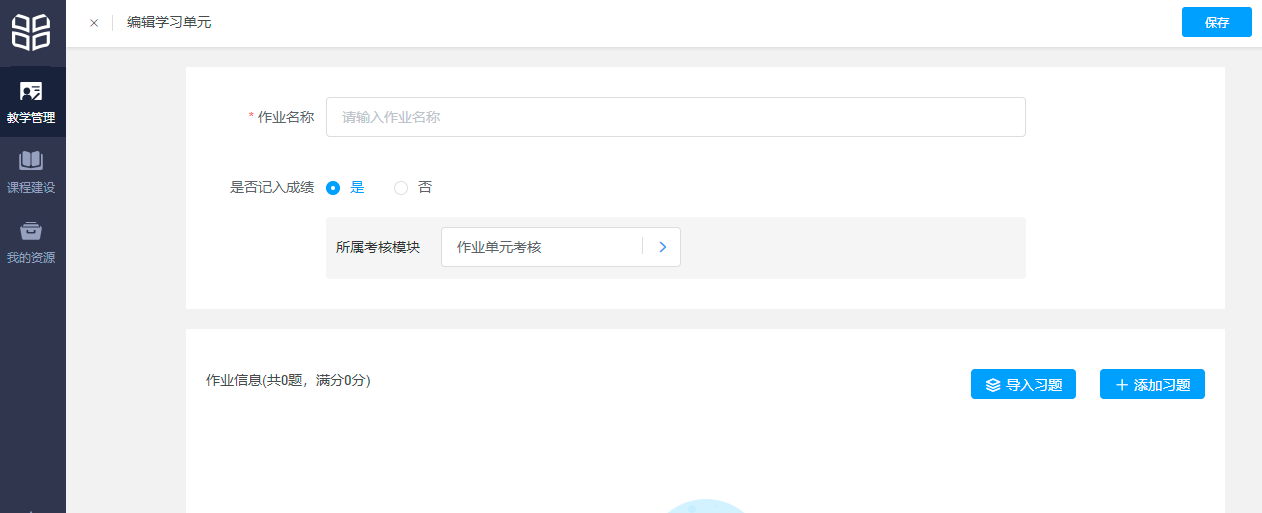 编辑学习单元
保存
教学管理
课程建设
我的资源
* 作业名称 请输入作业名称
是否记入成绩 是 否
所属考核模块 作业单元考核
作业信息(共0题，满分0分)
导入习题
添加习题